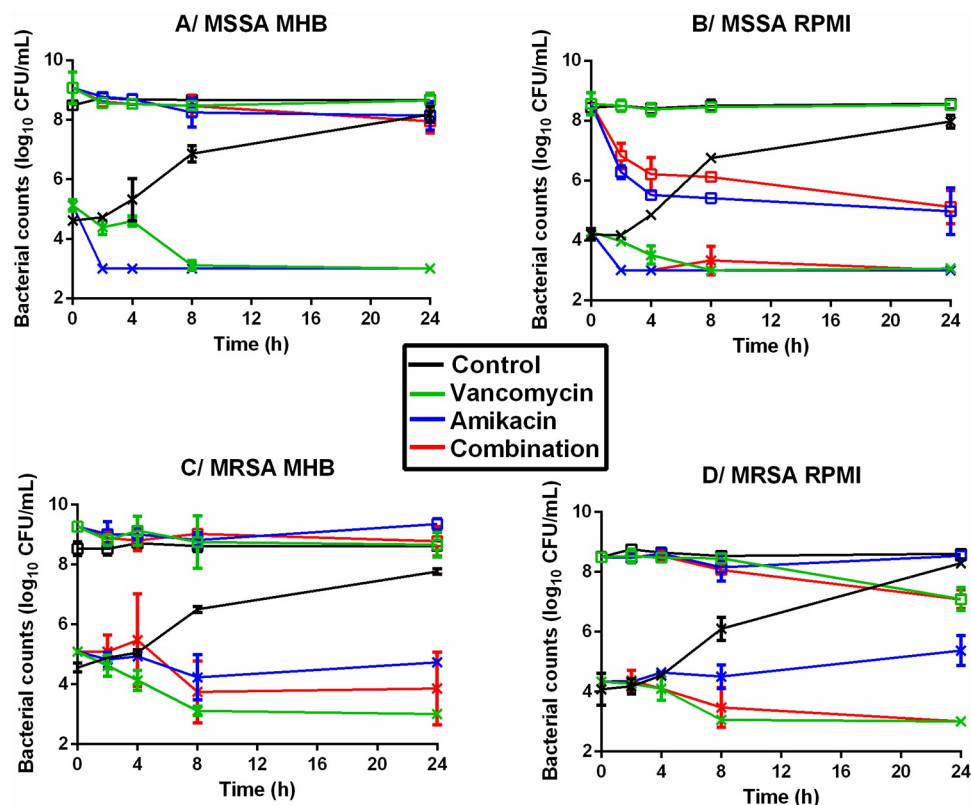 A/ MSSA MHB
B/ MSSA RPMI
Bacterial counts (log10 CFU/mL)
10
8
6
4
2
0 4 8 12 16 20 24
Time (h)
Bacterial counts (log10 CFU/mL)
10
8
6
4
2
0 4 8 12 16 20 24
Time (h)
Control
Vancomycin
Amikacin
Combination
C/ MRSA MHB
D/ MRSA RPMI
Bacterial counts (log10 CFU/mL)
10
8
6
4
2
0 4 8 12 16 20 24
Time (h)
Bacterial counts (log10 CFU/mL)
10
8
6
4
2
0 4 8 12 16 20 24
Time (h)